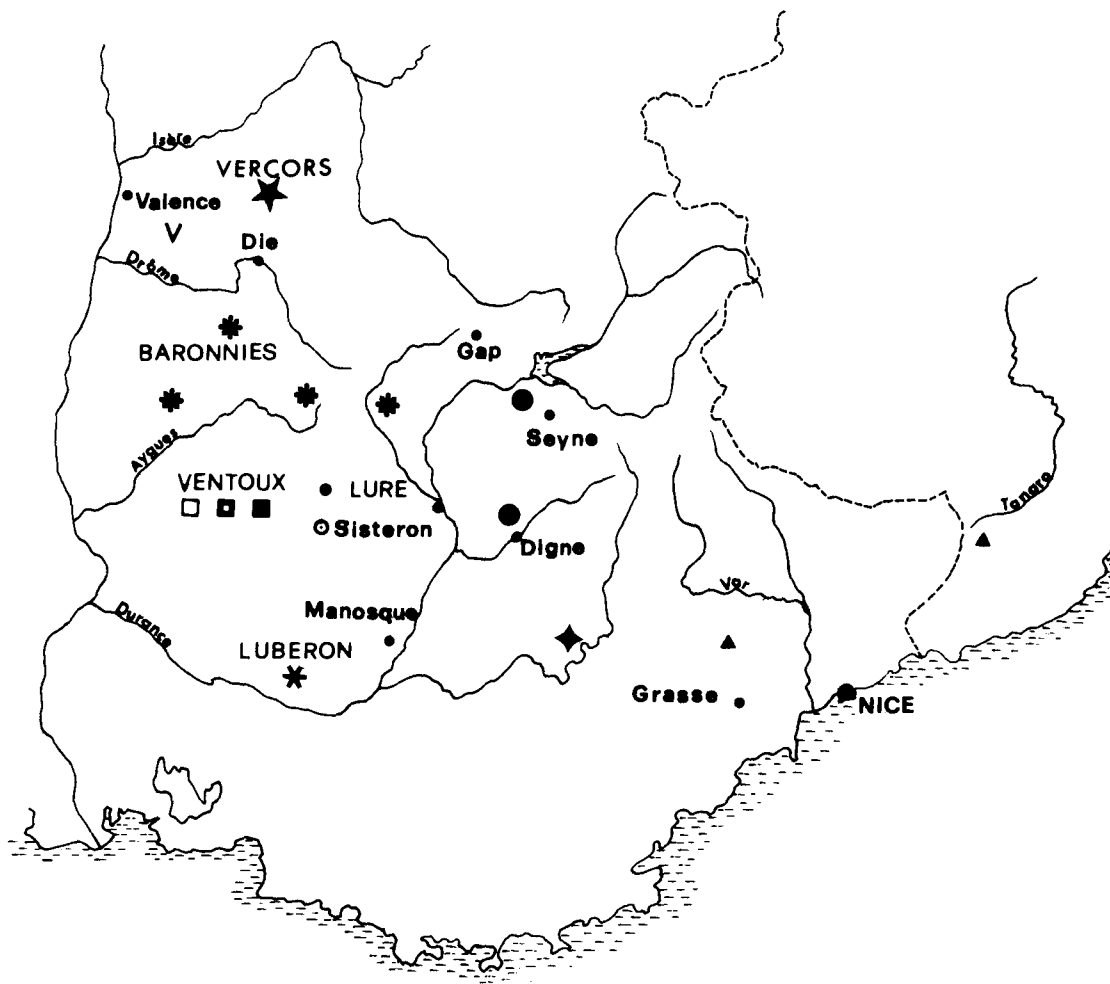 Isère
VERCORS
Valence
V
Die
Drôme
BARONNIES
Gap
Seyne
Aygues
VENTOUX
LURE
Sisteron
Digne
Tanaro
Var
Manosque
Durance
LUBERON
Grasse
NICE